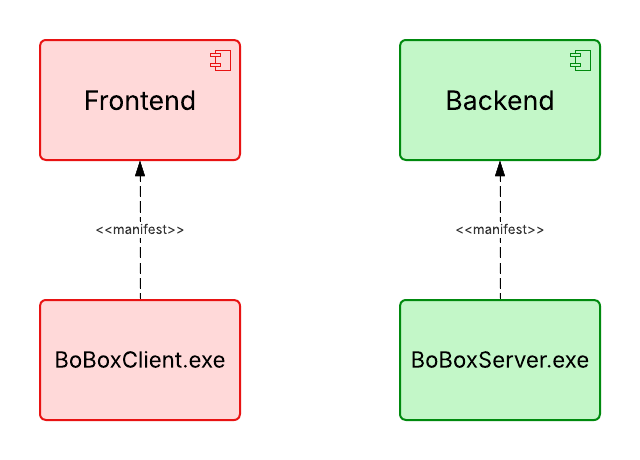 Frontend
Backend
<<manifest>>
<<manifest>>
BoBoxClient.exe
BoBoxServer.exe